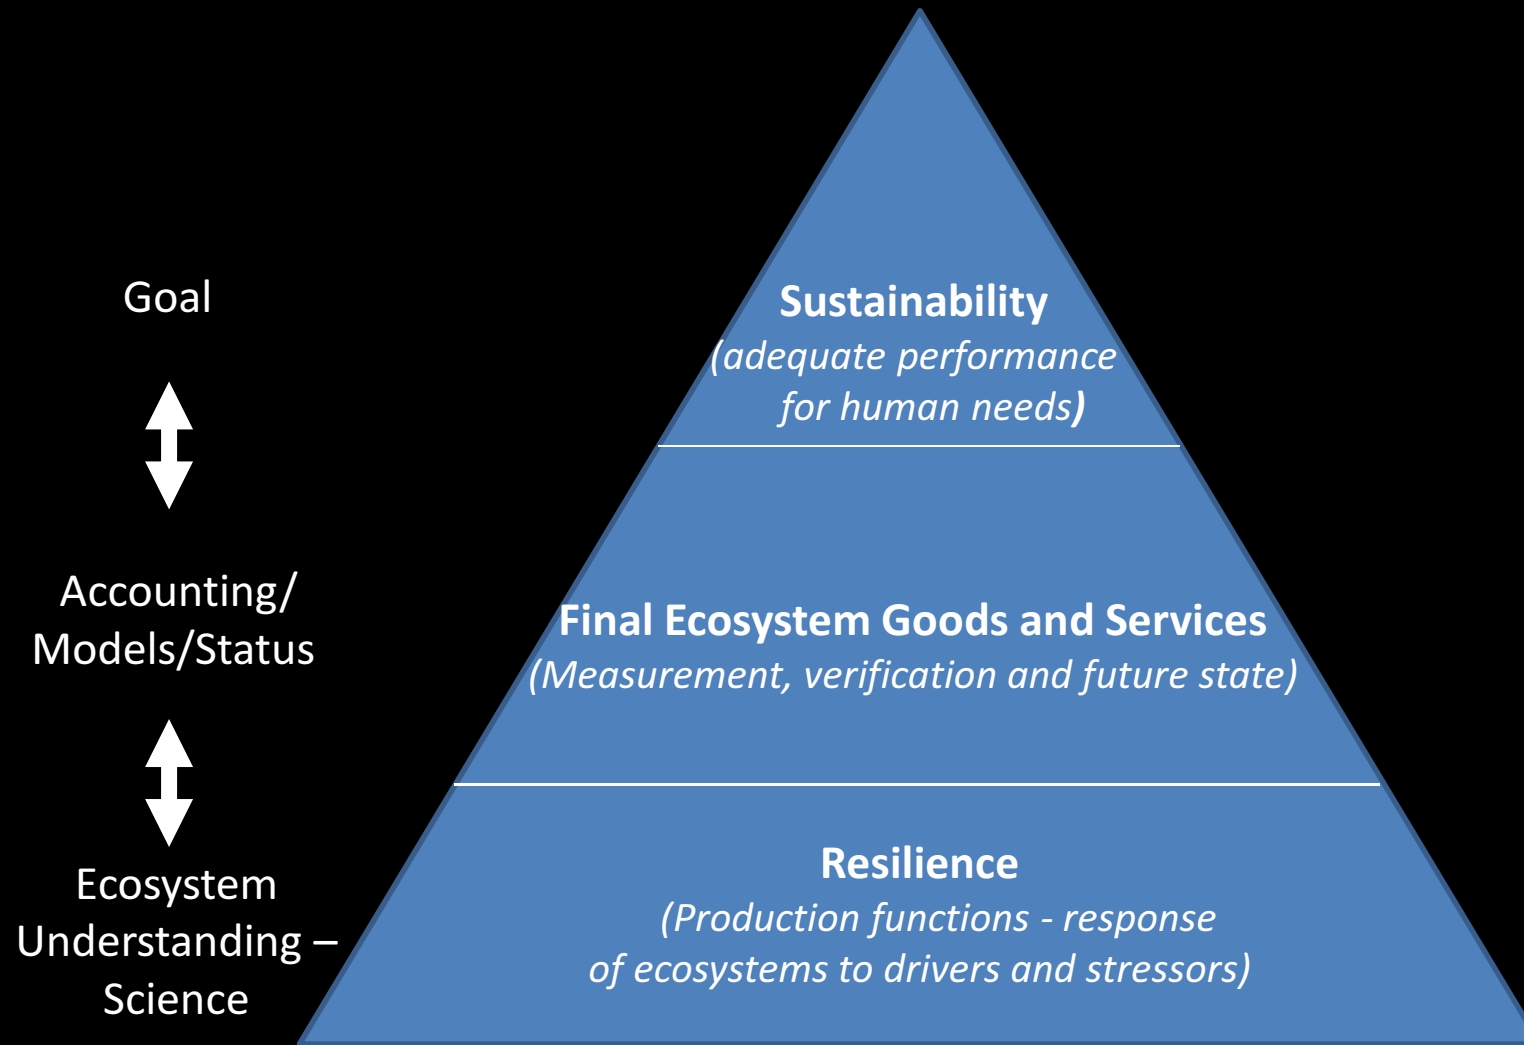 Goal
Accounting/
Models/Status
Ecosystem
Understanding –
Science
Sustainability
(adequate performance
for human needs)
Final Ecosystem Goods and Services
(Measurement, verification and future state)
Resilience
(Production functions - response
of ecosystems to drivers and stressors)